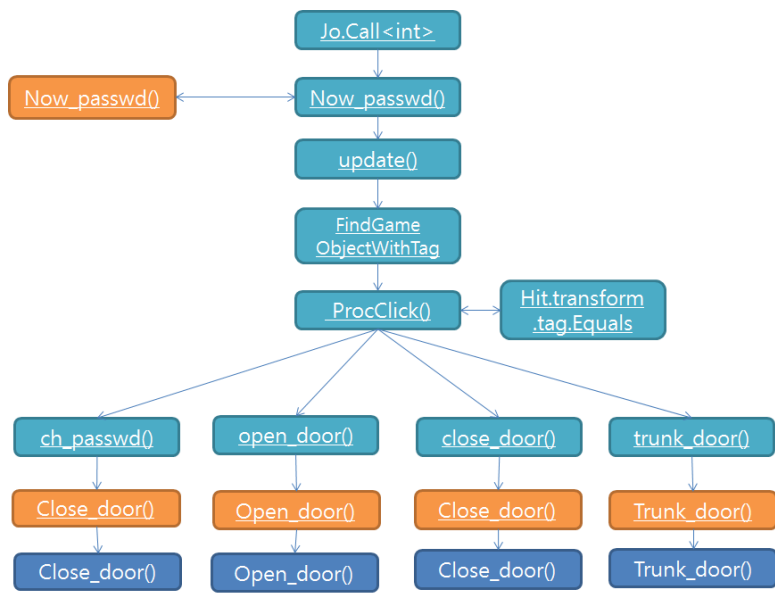 Jo.Call<int>
Now_passwd()
Now_passwd()
update()
FindGame
ObjectWithTag
_ProcClick()
Hit.transform
.tag.Equals
ch_passwd()
open_door()
close_door()
trunk_door()
Close_door()
Open_door()
Close_door()
Trunk_door()
Close_door()
Open_door()
Close_door()
Trunk_door()